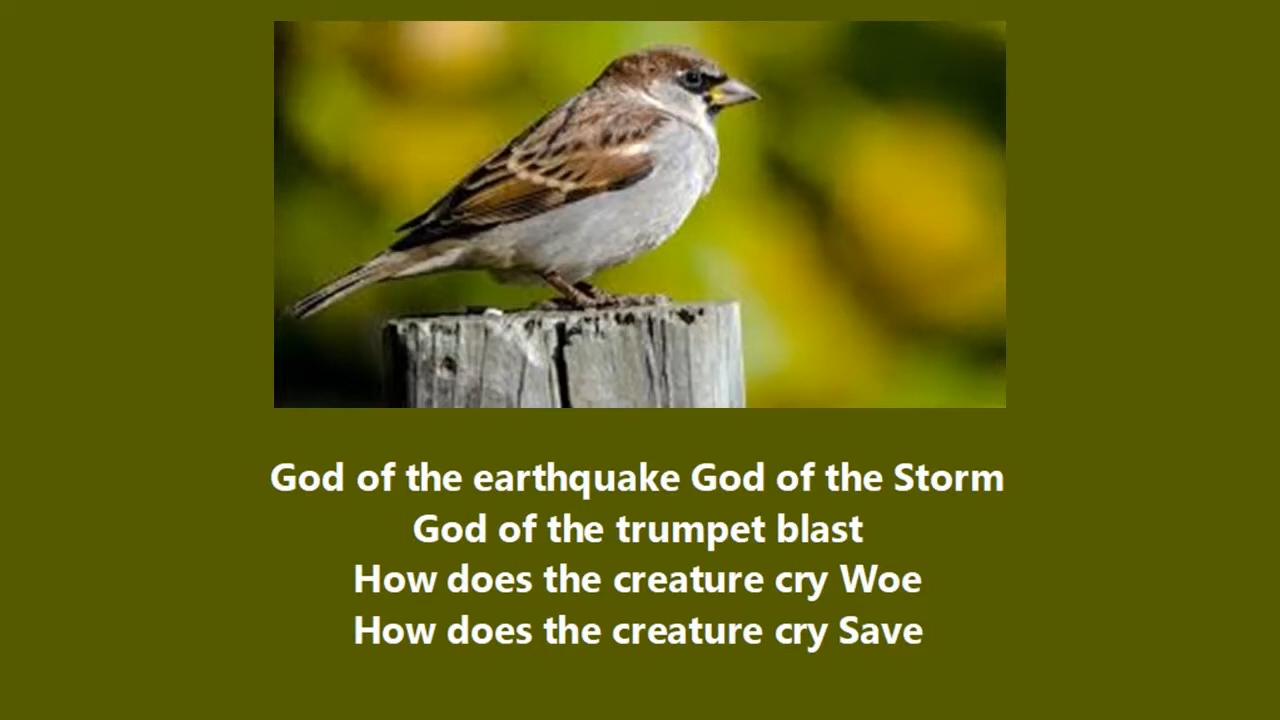 God of the earthquake God of the Storm
God of the trumpet blast
How does the creature cry Woe
How does the creature cry Save